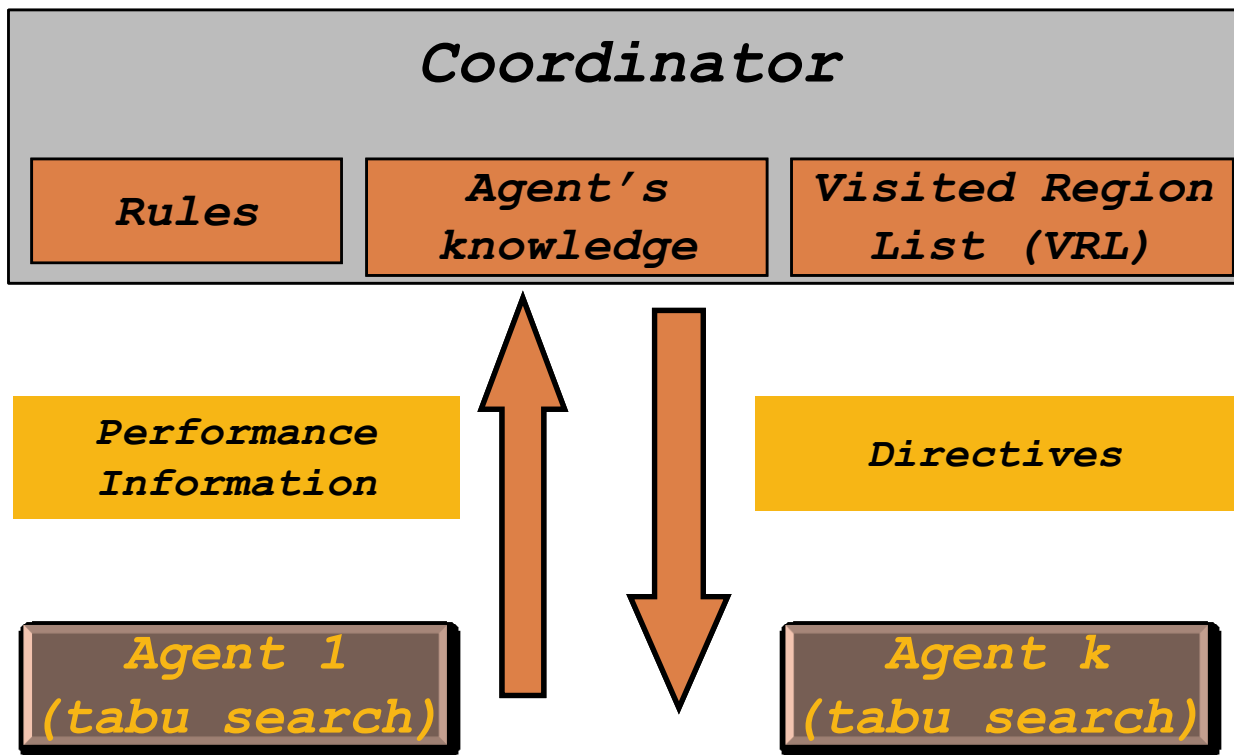 Coordinator
Rules
Agent’s
knowledge
Visited Region
List (VRL)
Performance
Information
Directives
Agent 1
(tabu search)
Agent k
(tabu search)